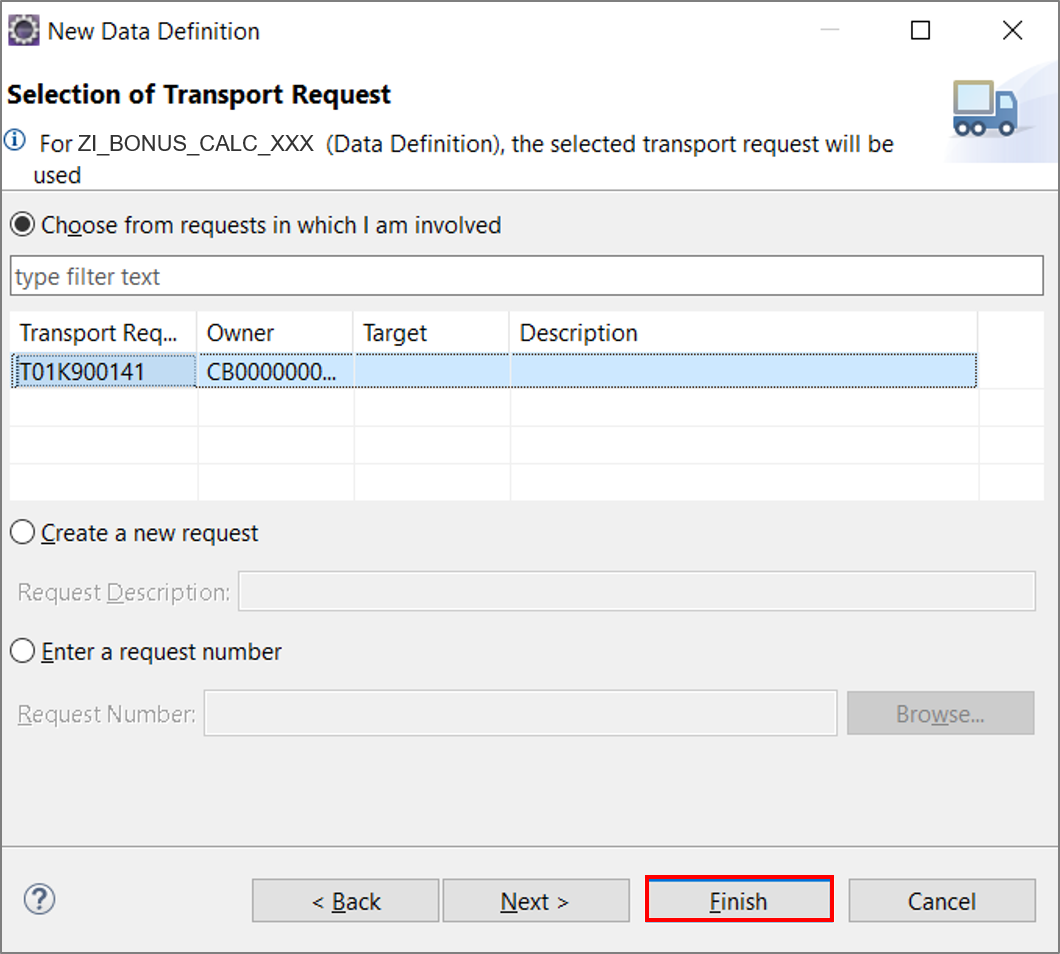 New Data Definition
Selection of Transport Request
For ZI_BONUS_CALC_XXX (Data Definition), the selected transport request will be
used
Choose from requests in which I am involved
type filter text
Transport Req... Owner Target Description
T01K900141 CB0000000...
Create a new request
Request Description:
Enter a request number
Request Number: Browse...
? < Back Next > Finish Cancel